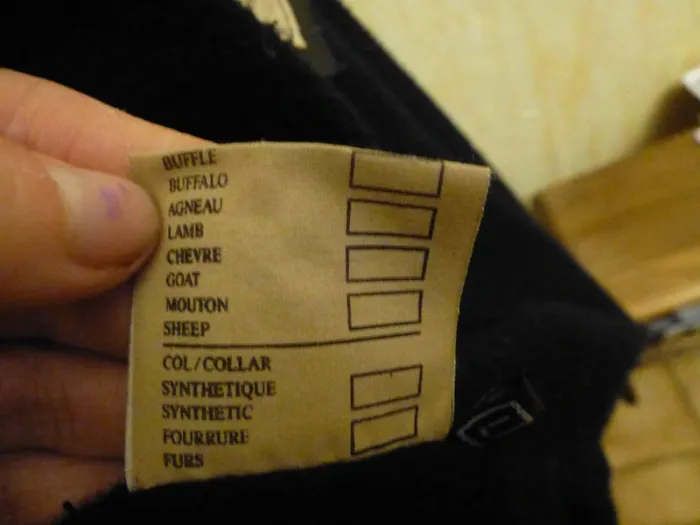 BUFFLE
BUFFALO
AGNEAU
LAMB
CHEVRE
GOAT
MOUTON
SHEEP
COL/COLLAR
SYNTHETIQUE
SYNTHETIC
FOURRURE
FURS